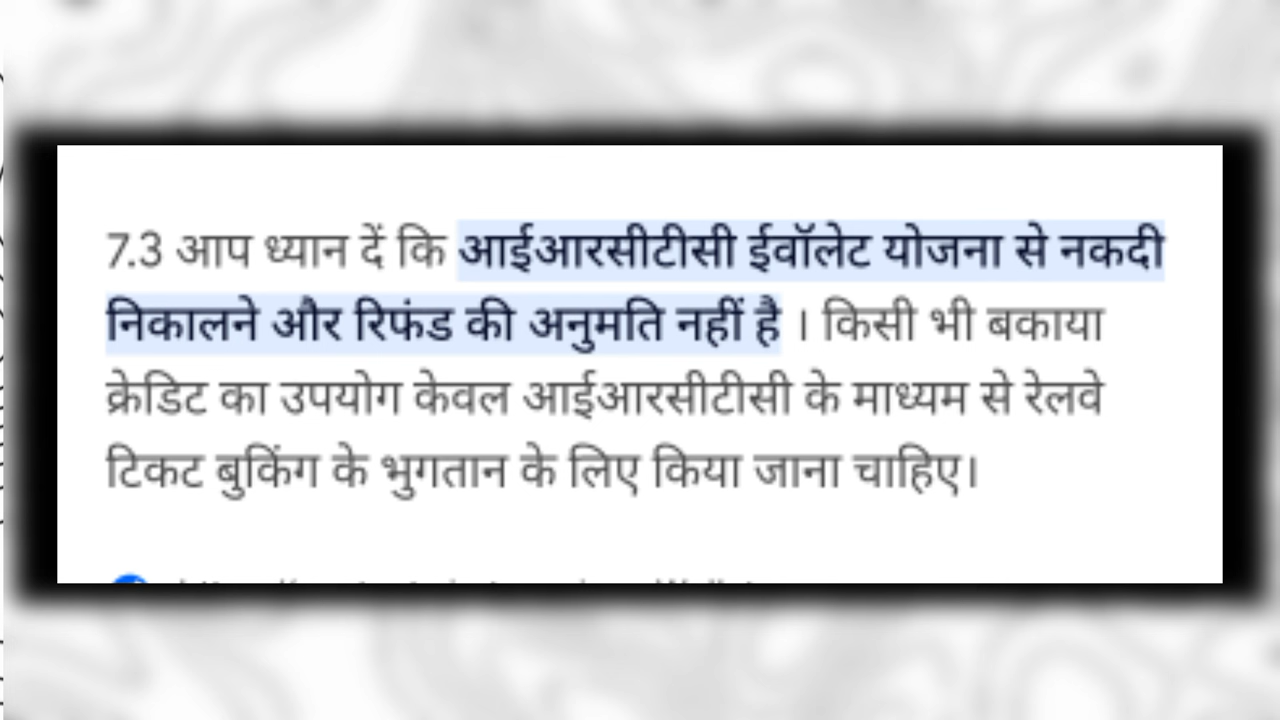 7.3 आप ध्यान दें कि आईआरसीटीसी ईवॉलेट योजना से नकदी
निकालने और रिफंड की अनुमति नहीं है । किसी भी बकाया
क्रेडिट का उपयोग केवल आईआरसीटीसी के माध्यम से रेलवे
टिकट बुकिंग के भुगतान के लिए किया जाना चाहिए।